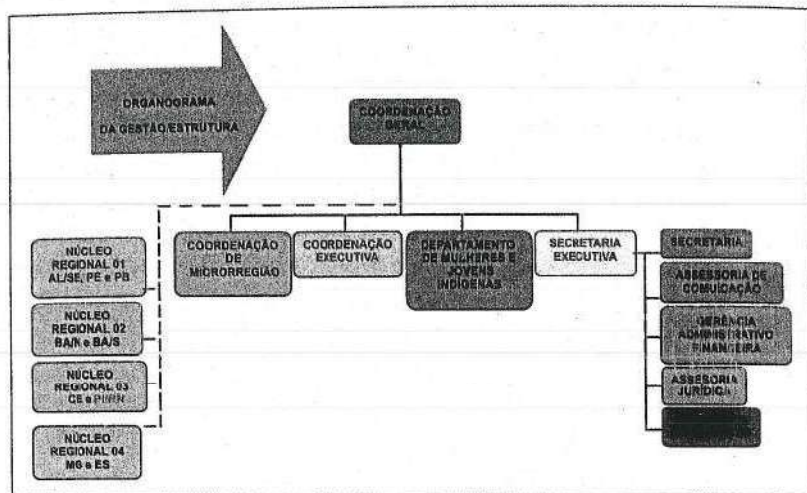 ORGANOGRAMA
DA GESTÃO/ESTRUTURA
COORDENAÇÃO
GERAL
COORDENAÇÃO
DE
MICRORREGIÃO
COORDENAÇÃO
EXECUTIVA
DEPARTAMENTO
DE MULHERES E
JOVENS
INDÍGENAS
SECRETARIA
EXECUTIVA
NÚCLEO
REGIONAL 01
AL/SE, PE e PB
NÚCLEO
REGIONAL 02
BA/N e BA/S
NÚCLEO
REGIONAL 03
CE e PI/RN
NÚCLEO
REGIONAL 04
MG e ES
SECRETARIA
ASSESSORIA DE
COMUICAÇÃO
GERÊNCIA
ADMINISTRATIVO
FINANCEIRA
ASSESSORIA
JURÍDICA